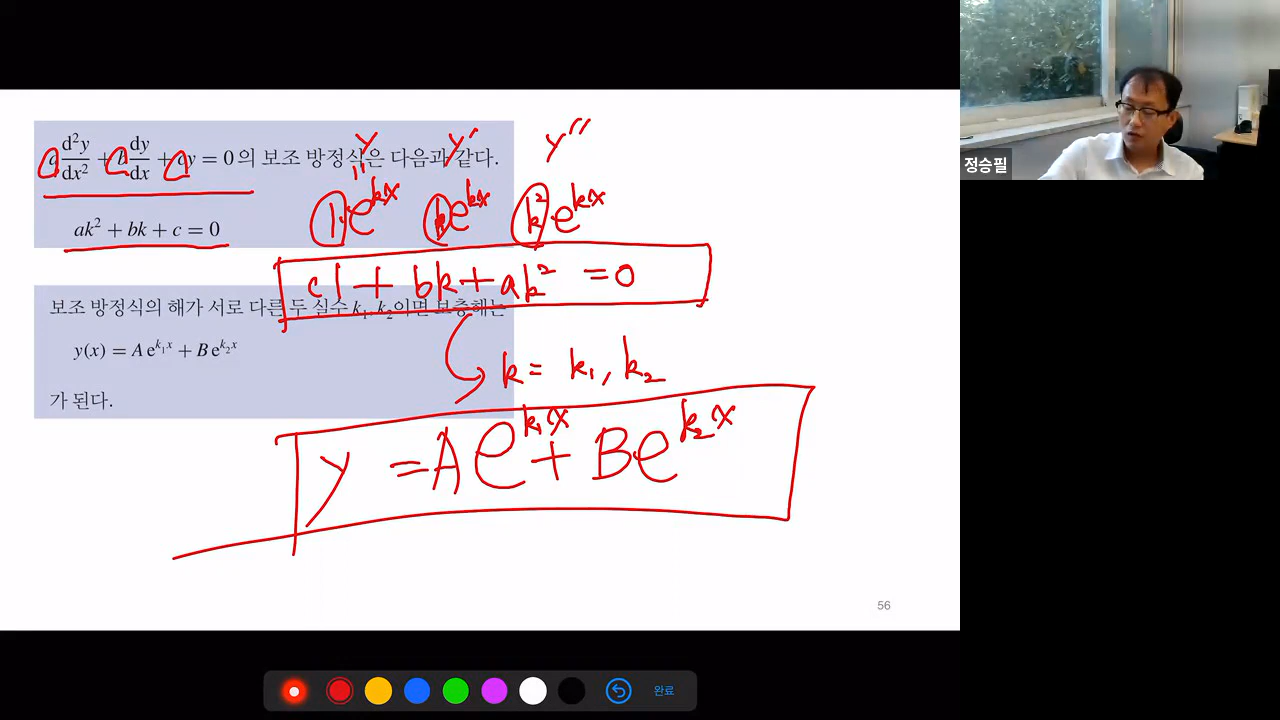 a d²y/dx² + b dy/dx + cy = 0 의 보조 방정식은 다음과 같다.
ak² + bk + c = 0
y y′ y″
"
1·e^kx k e^kx k² e^kx
c1 + bk + ak² = 0
보조 방정식의 해가 서로 다른 두 실수 k₁, k₂이면 보충해는
y(x) = A e^k₁x + B e^k₂x
k = k₁, k₂
가 된다.
y = A e^k₁x + B e^k₂x
56
정승필
완료